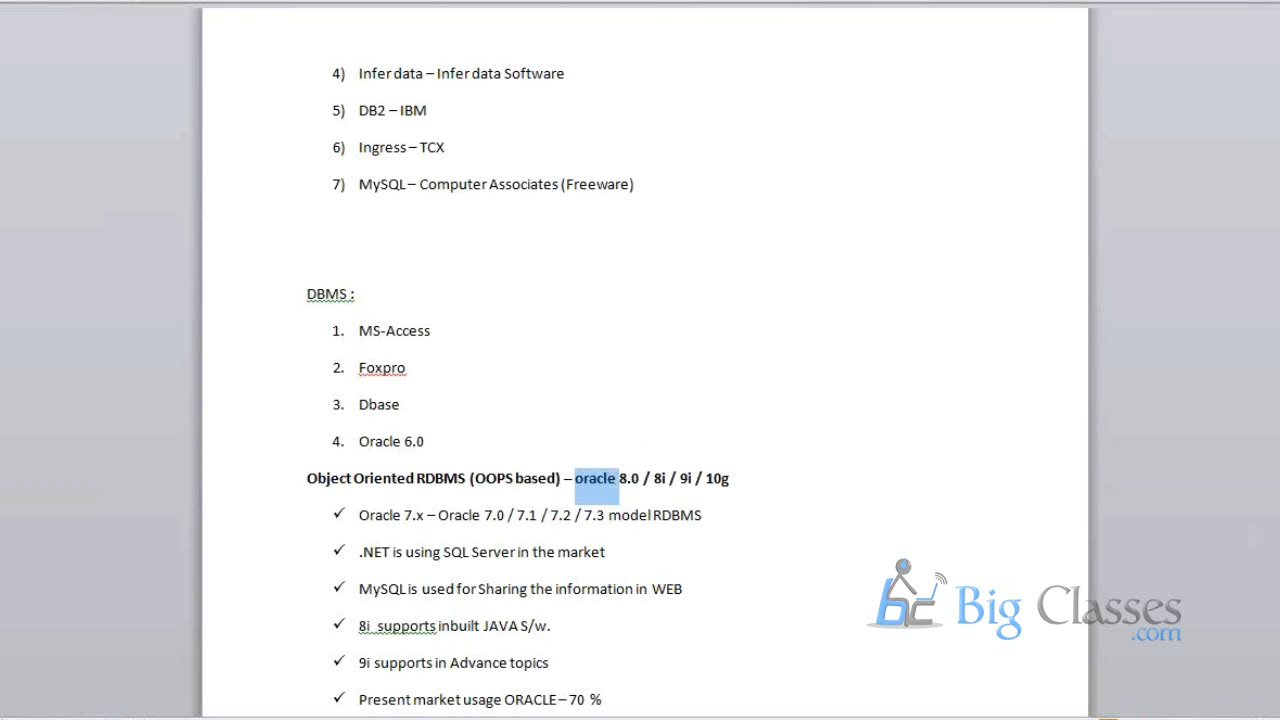 4) Infer data – Infer data Software
5) DB2 – IBM
6) Ingress – TCX
7) MySQL – Computer Associates (Freeware)
DBMS :
1. MS-Access
2. Foxpro
3. Dbase
4. Oracle 6.0
Object Oriented RDBMS (OOPS based) – oracle 8.0 / 8i / 9i / 10g
✓ Oracle 7.x – Oracle 7.0 / 7.1 / 7.2 / 7.3 model RDBMS
✓ .NET is using SQL Server in the market
✓ MySQL is used for Sharing the information in WEB
✓ 8i supports inbuilt JAVA S/w.
✓ 9i supports in Advance topics
✓ Present market usage ORACLE – 70 %
bc Big Classes
.com